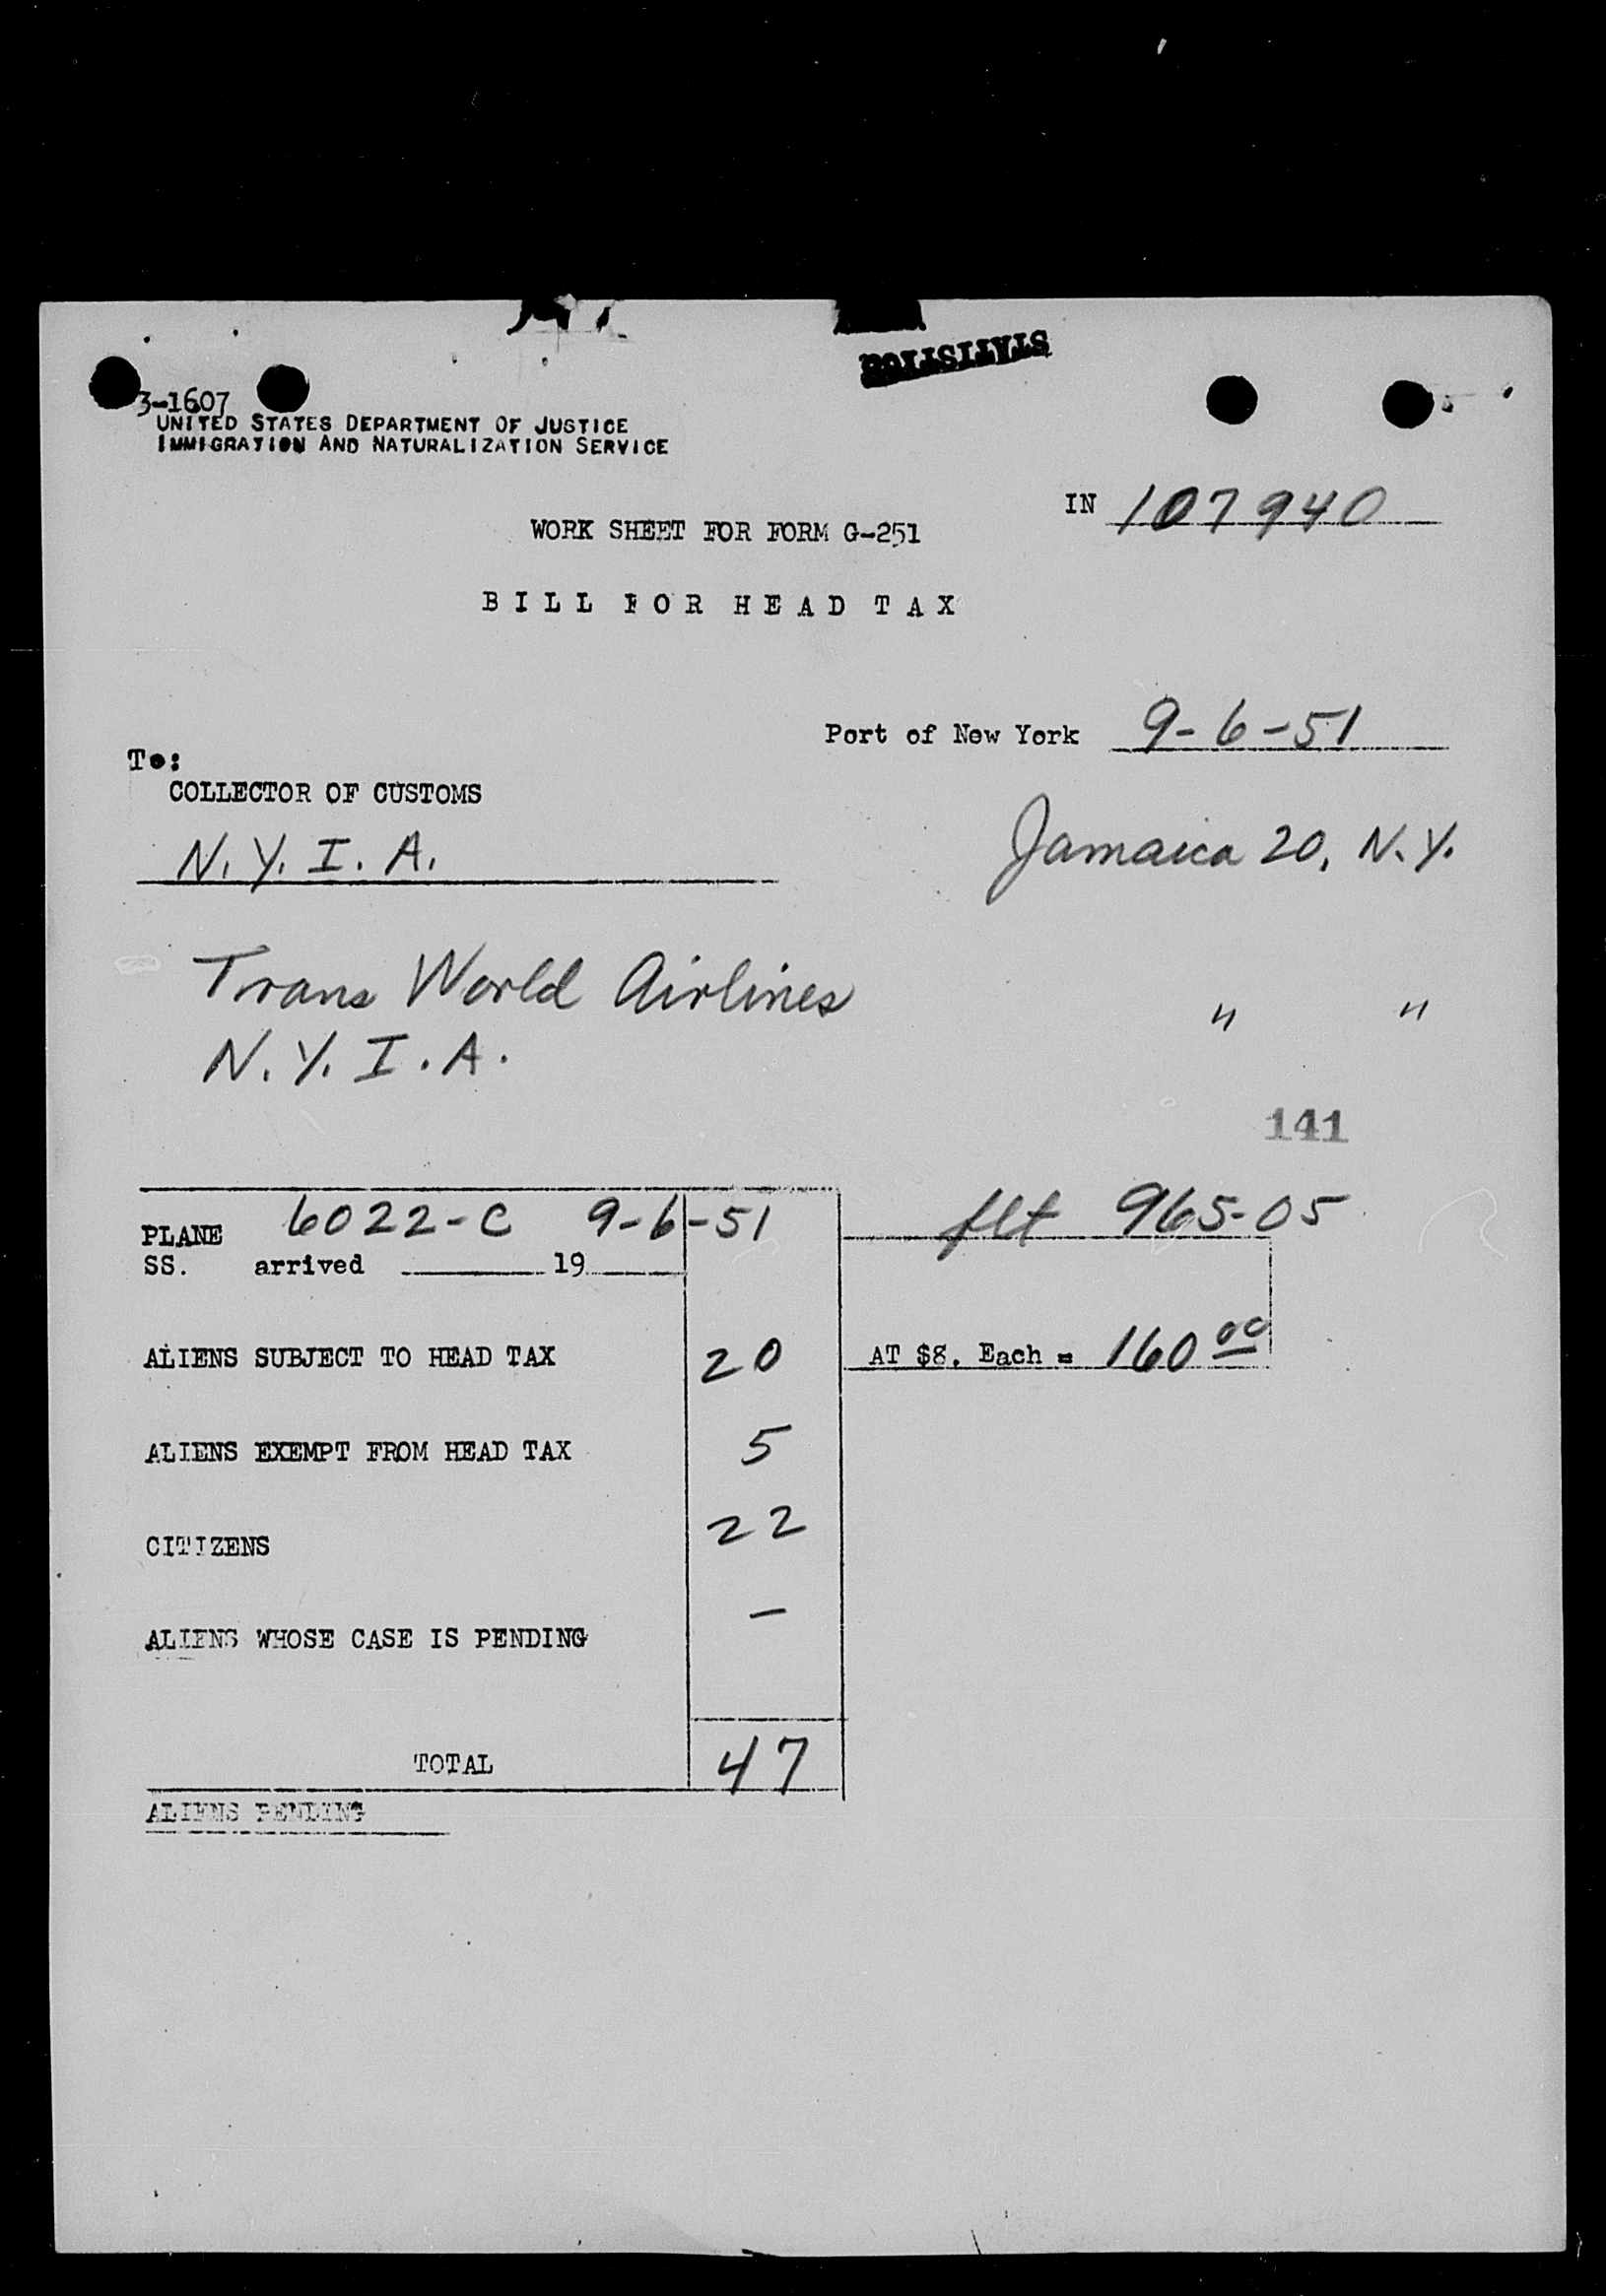 STATISTICS
3-1607
UNITED STATES DEPARTMENT OF JUSTICE
IMMIGRATION AND NATURALIZATION SERVICE
IN 107940
WORK SHEET FOR FORM G-251
BILL FOR HEAD TAX
Port of New York 9-6-51
To:
COLLECTOR OF CUSTOMS
N.Y.I.A. Jamaica 20, N.Y.
Trans World Airlines " "
N.Y.I.A.
141
PLANE 6022-C 9-6-51 flt 965-05
SS. arrived 19
ALIENS SUBJECT TO HEAD TAX 20 AT $8. Each = 160 00
ALIENS EXEMPT FROM HEAD TAX 5
CITIZENS 22
ALIENS WHOSE CASE IS PENDING –
TOTAL 47
ALIENS PENDING